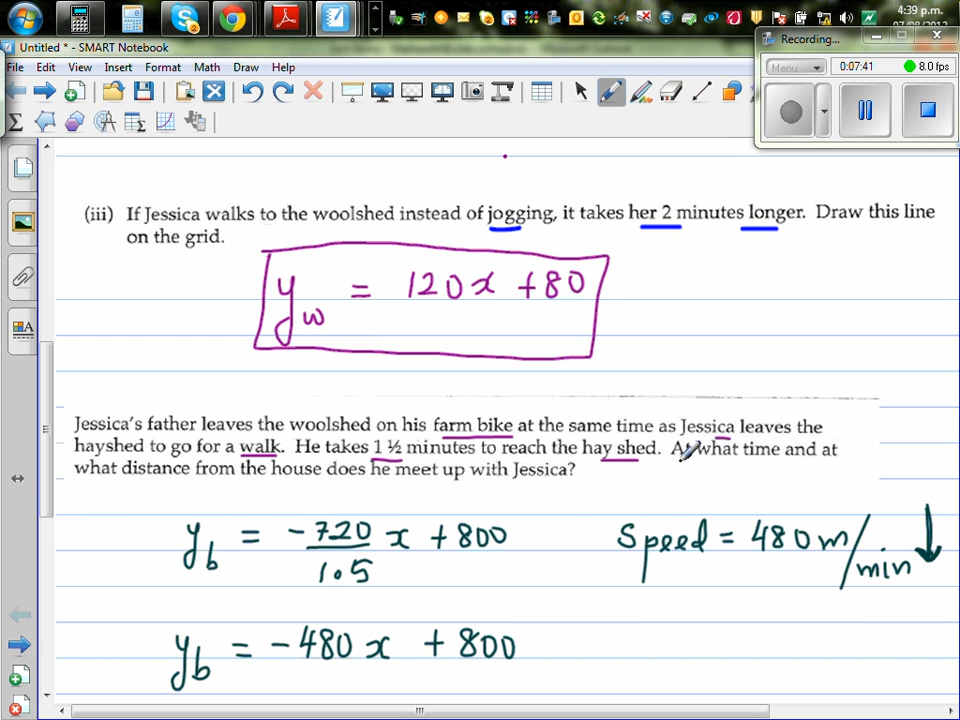 4:39 p.m.
Untitled * - SMART Notebook
Recording...
File Edit View Insert Format Math Draw Help
Menu 0:07:41 8.0 fps
(iii) If Jessica walks to the woolshed instead of jogging, it takes her 2 minutes longer. Draw this line
on the grid.
yw = 120x +80
Jessica's father leaves the woolshed on his farm bike at the same time as Jessica leaves the
hayshed to go for a walk. He takes 1 ½ minutes to reach the hay shed. At what time and at
what distance from the house does he meet up with Jessica?
yb = -720/1.5 x +800 Speed = 480m/min ↓
yb = -480x + 800